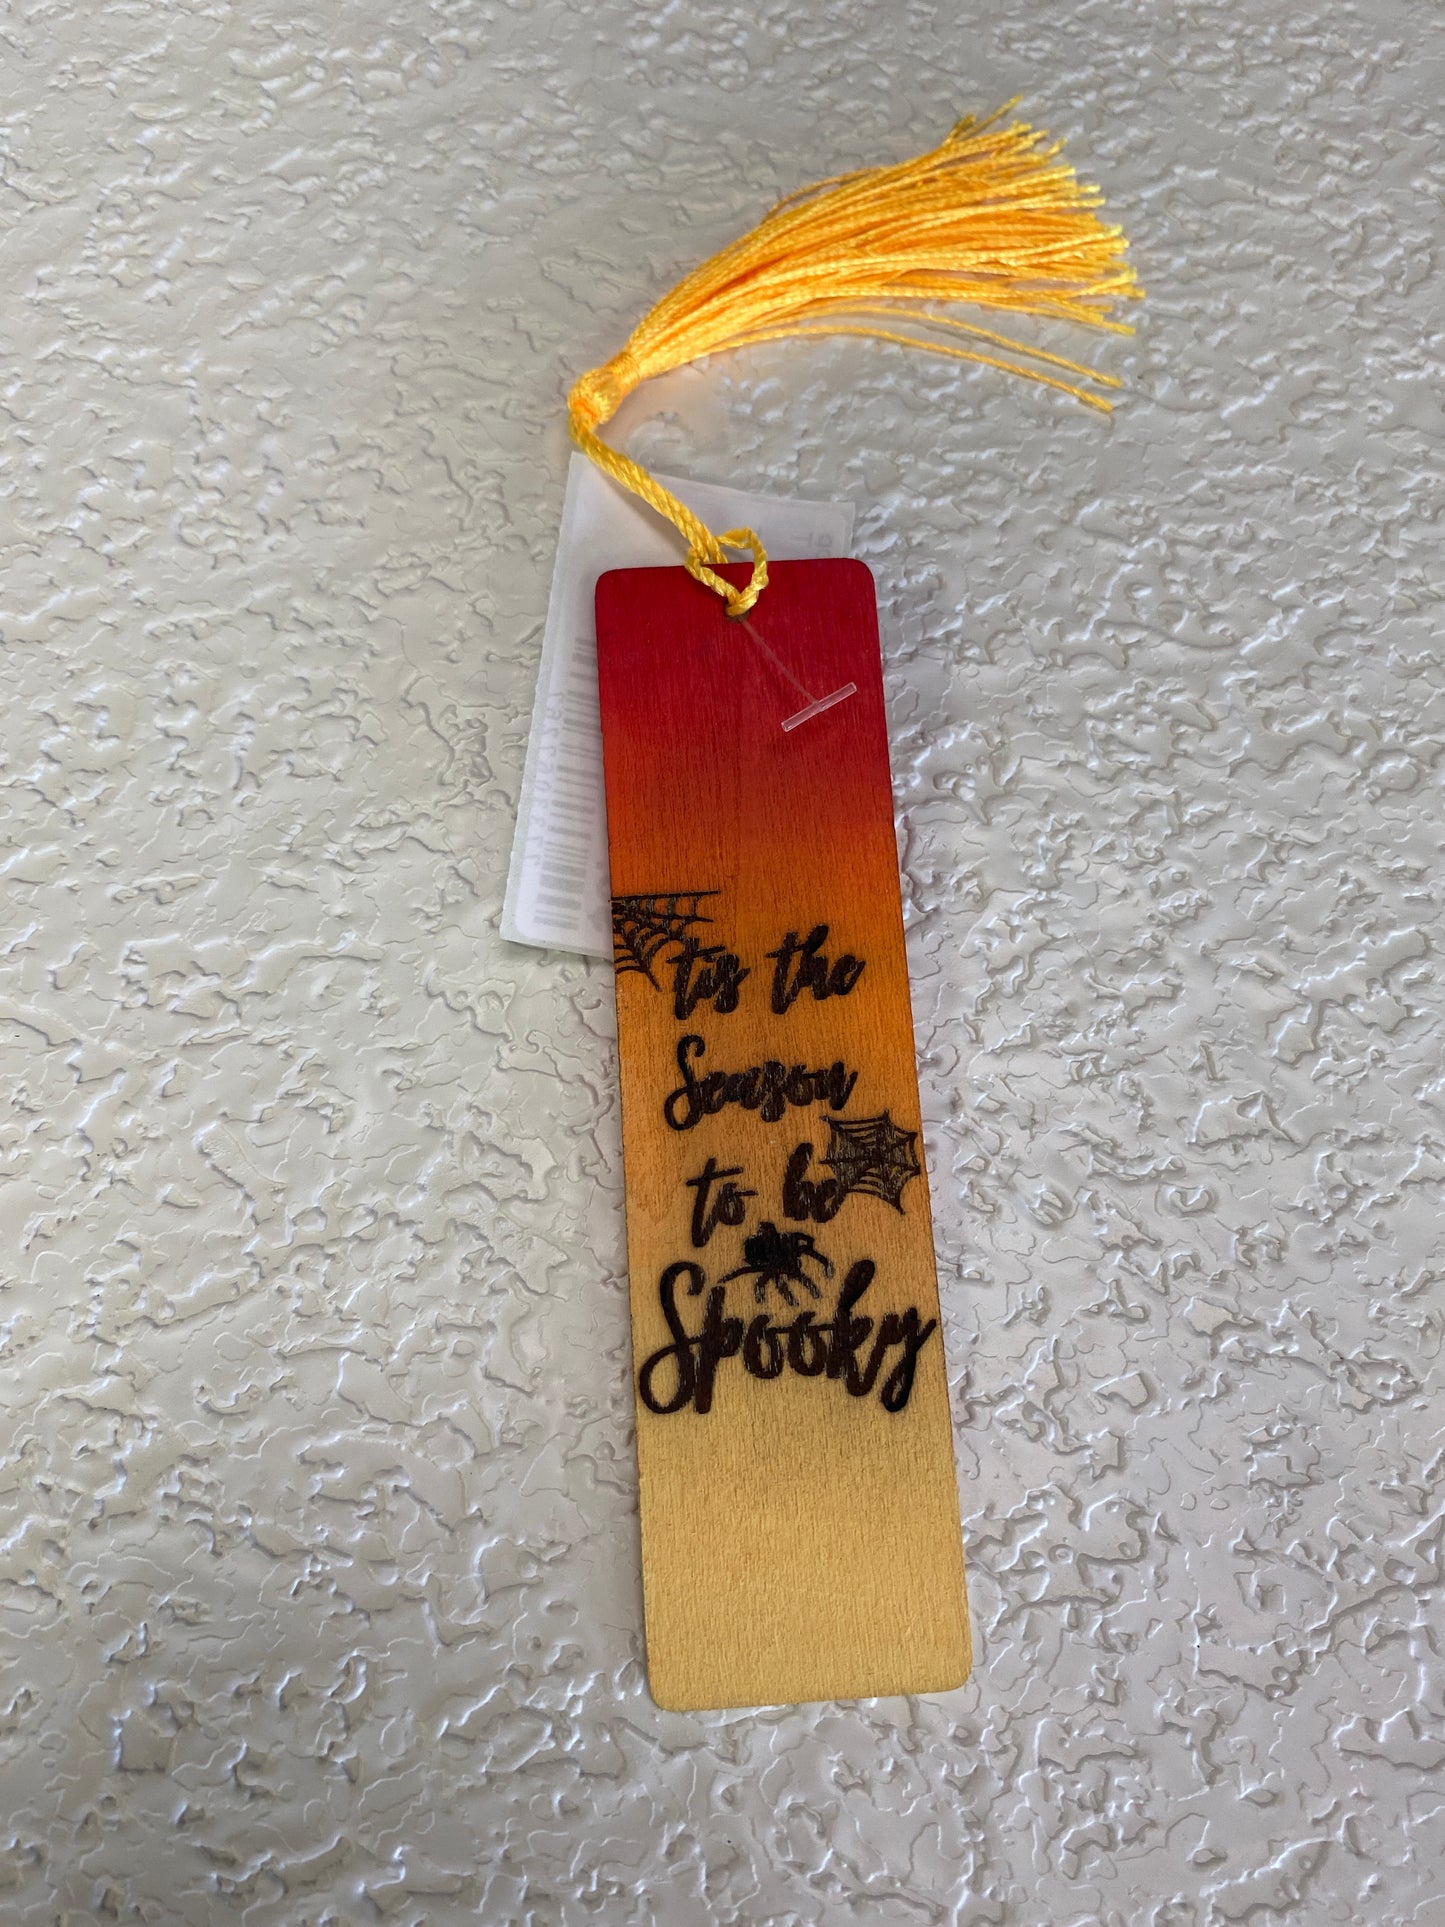 tis the
Season
to be
Spooky